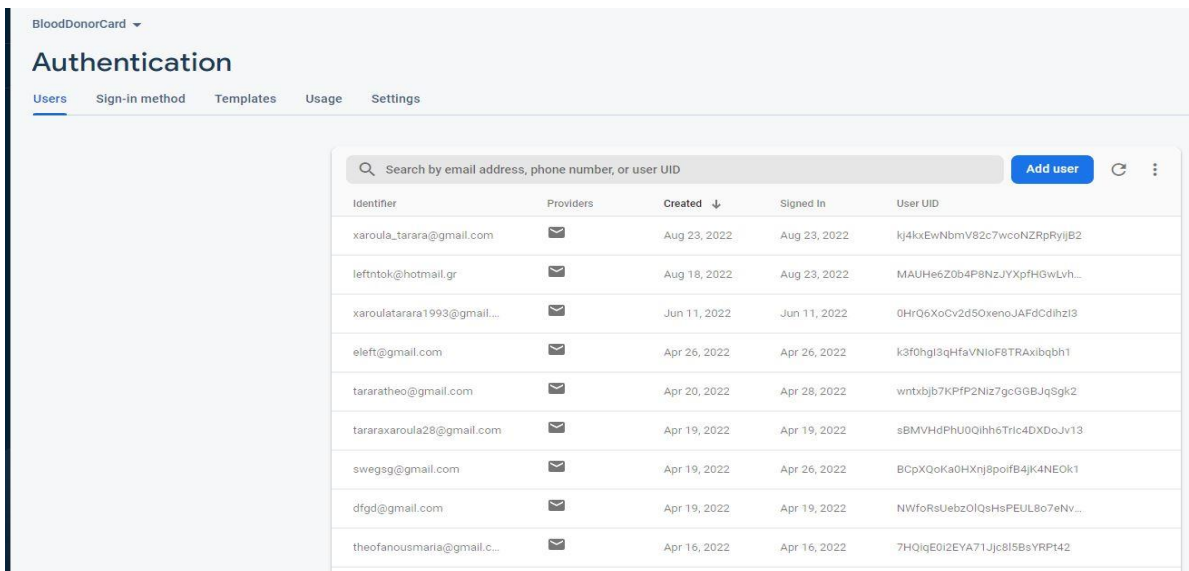 BloodDonorCard
Authentication
Users Sign-in method Templates Usage Settings
Search by email address, phone number, or user UID Add user
Identifier Providers Created Signed In User UID
xaroula_tarara@gmail.com Aug 23, 2022 Aug 23, 2022 kj4kxEwNbmV82c7wcoNZRpRyijB2
leftntok@hotmail.gr Aug 18, 2022 Aug 23, 2022 MAUHe6Z0b4P8NzJYXpfHGwLvh...
xaroulatarara1993@gmail.... Jun 11, 2022 Jun 11, 2022 0HrQ6XoCv2d5OxenoJAFdCdihzI3
eleft@gmail.com Apr 26, 2022 Apr 26, 2022 k3f0hgI3qHfaVNIoF8TRAxibqbh1
tararatheo@gmail.com Apr 20, 2022 Apr 28, 2022 wntxbjb7KPfP2Niz7gcGGBJqSgk2
tararaxaroula28@gmail.com Apr 19, 2022 Apr 19, 2022 sBMVHdPhU0Qihh6TrIc4DXDoJv13
swegsg@gmail.com Apr 19, 2022 Apr 26, 2022 BCpXQoKa0HXnj8poifB4jK4NEOk1
dfgd@gmail.com Apr 19, 2022 Apr 19, 2022 NWfoRsUebzOlQsHsPEUL8o7eNv...
theofanousmaria@gmail.c... Apr 16, 2022 Apr 16, 2022 7HQiqE0i2EYA71Jjc8l5BsYRPt42